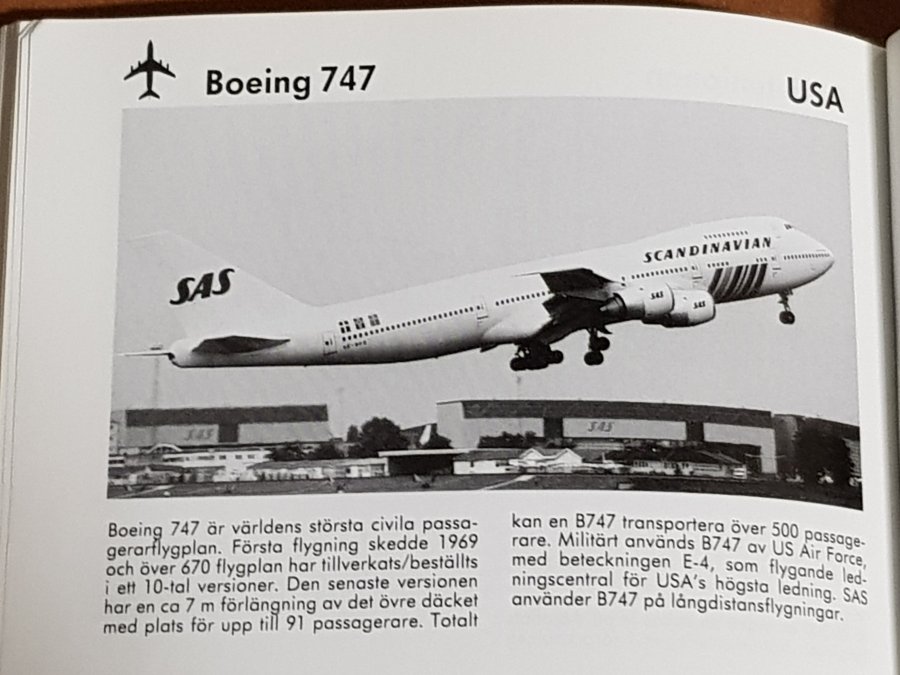 Boeing 747
USA
SCANDINAVIAN
SAS
SAS
SAS
SAS
SAS
Boeing 747 är världens största civila passa-
gerarflygplan. Första flygning skedde 1969
och över 670 flygplan har tillverkats/beställts
i ett 10-tal versioner. Den senaste versionen
har en ca 7 m förlängning av det övre däcket
med plats för upp till 91 passagerare. Totalt
kan en B747 transportera över 500 passage-
rare. Militärt används B747 av US Air Force,
med beteckningen E-4, som flygande led-
ningscentral för USA's högsta ledning. SAS
använder B747 på långdistansflygningar.